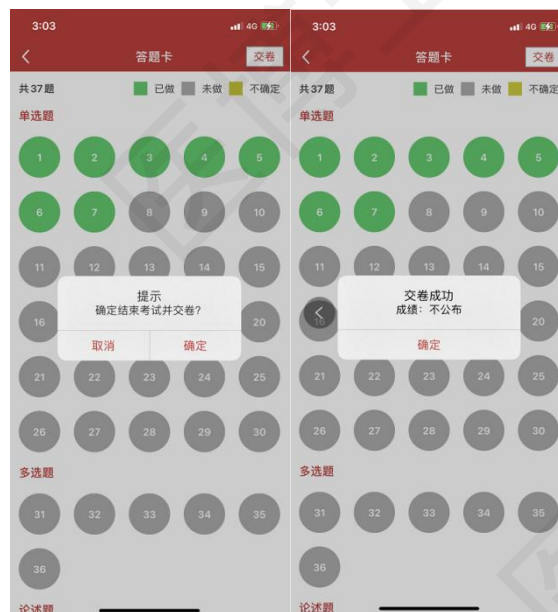 3:03
4G
答题卡
交卷
共37题
已做
未做
不确定
单选题
1 2 3 4 5
6 7 8 9 10
11 12 13 14 15
提示
确定结束考试并交卷?
16 20
取消 确定
21 22 23 24 25
26 27 28 29 30
多选题
31 32 33 34 35
36
论述题
3:03
4G
答题卡
交卷
共37题
已做
未做
不确定
单选题
1 2 3 4 5
6 7 8 9 10
11 12 13 14 15
交卷成功
成绩：不公布
16 20
确定
21 22 23 24 25
26 27 28 29 30
多选题
31 32 33 34 35
36
论述题